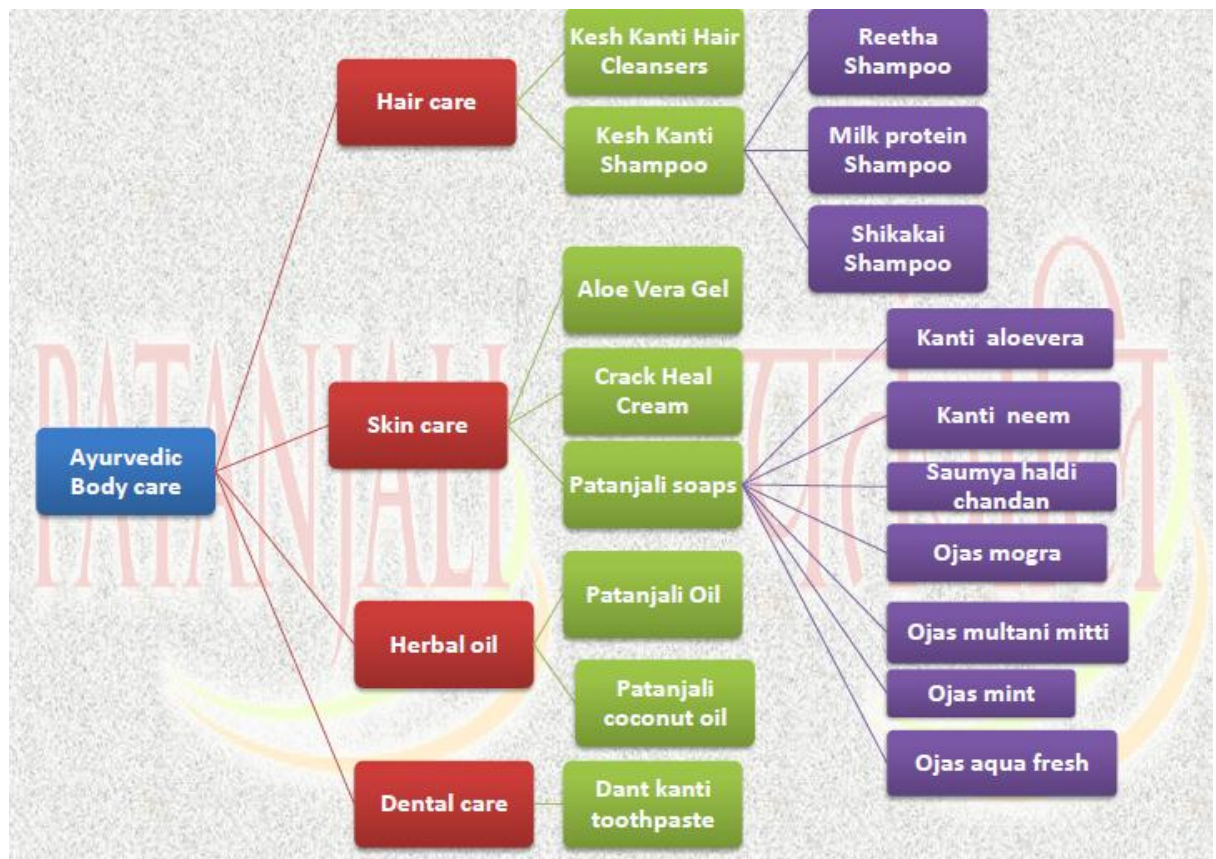 Kesh Kanti Hair
Cleansers
Reetha
Shampoo
Hair care
Kesh Kanti
Shampoo
Milk protein
Shampoo
Shikakai
Shampoo
Aloe Vera Gel
Kanti aloevera
Crack Heal
Cream
Skin care
Kanti neem
Ayurvedic
Body care
Patanjali soaps
Saumya haldi
chandan
Ojas mogra
Patanjali Oil
Herbal oil
Ojas multani mitti
Patanjali
coconut oil
Ojas mint
Ojas aqua fresh
Dental care
Dant kanti
toothpaste
PATANJALI